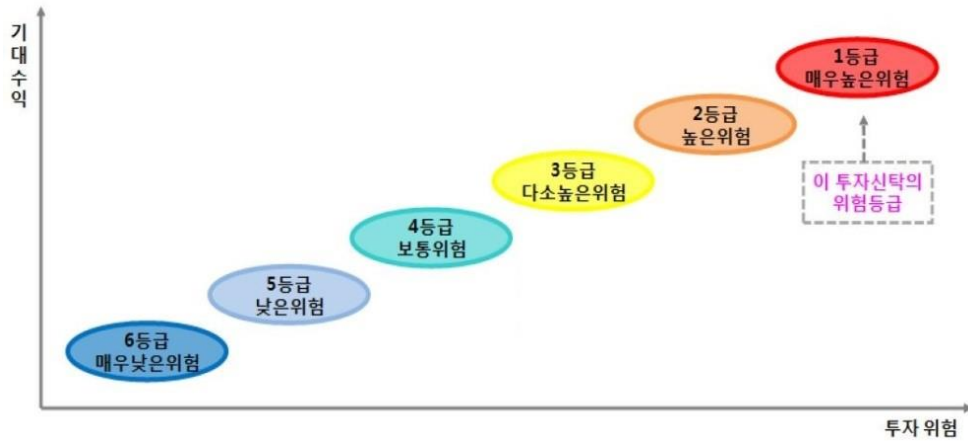 기대수익
1등급
매우높은위험
2등급
높은위험
이 투자신탁의
위험등급
3등급
다소높은위험
4등급
보통위험
5등급
낮은위험
6등급
매우낮은위험
투자 위험